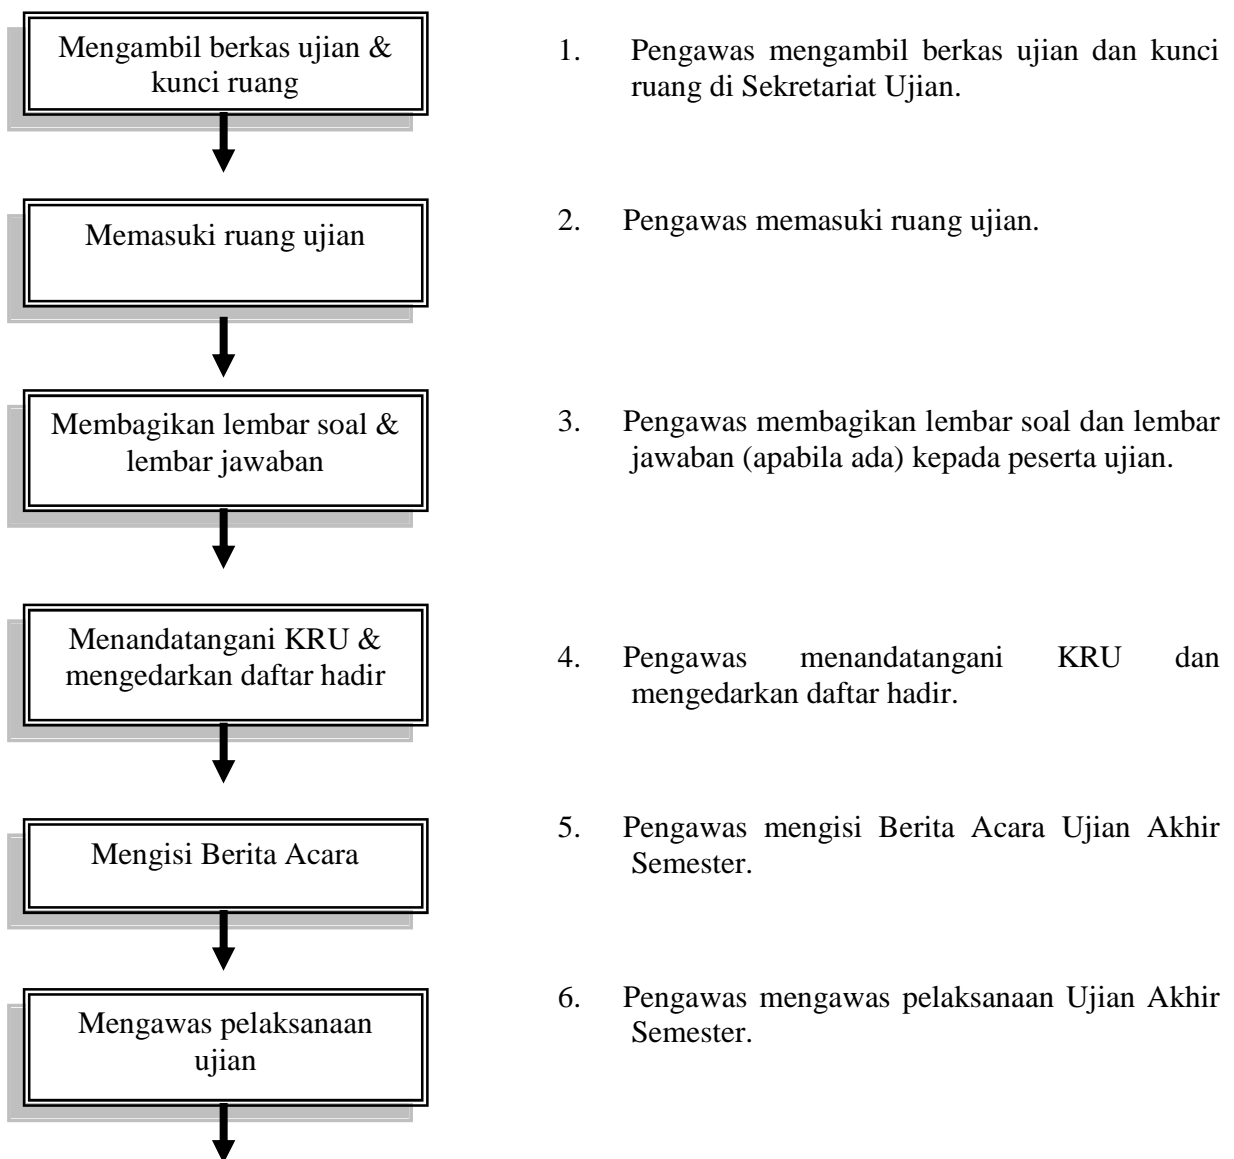 Mengambil berkas ujian &
kunci ruang
1. Pengawas mengambil berkas ujian dan kunci
ruang di Sekretariat Ujian.
Memasuki ruang ujian
2. Pengawas memasuki ruang ujian.
Membagikan lembar soal &
lembar jawaban
3. Pengawas membagikan lembar soal dan lembar
jawaban (apabila ada) kepada peserta ujian.
Menandatangani KRU &
mengedarkan daftar hadir
4. Pengawas menandatangani KRU dan
mengedarkan daftar hadir.
Mengisi Berita Acara
5. Pengawas mengisi Berita Acara Ujian Akhir
Semester.
Mengawas pelaksanaan
ujian
6. Pengawas mengawas pelaksanaan Ujian Akhir
Semester.